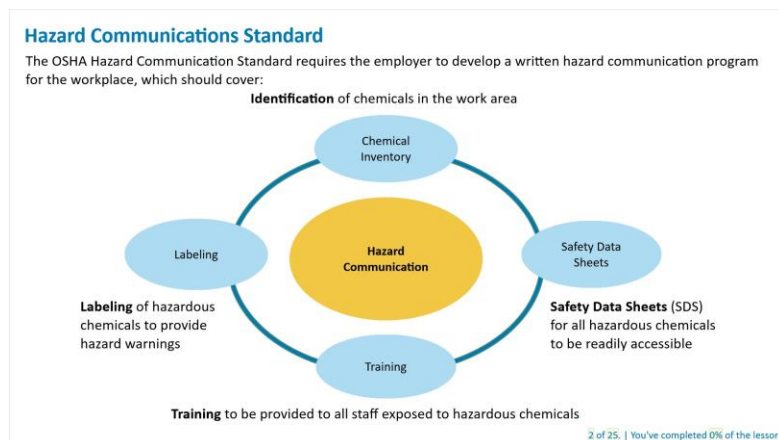 Hazard Communications Standard
The OSHA Hazard Communication Standard requires the employer to develop a written hazard communication program
for the workplace, which should cover:
Identification of chemicals in the work area
Chemical
Inventory
Labeling
Hazard
Communication
Safety Data
Sheets
Labeling of hazardous
chemicals to provide
hazard warnings
Safety Data Sheets (SDS)
for all hazardous chemicals
to be readily accessible
Training
Training to be provided to all staff exposed to hazardous chemicals
2 of 25. | You've completed 0% of the lesson